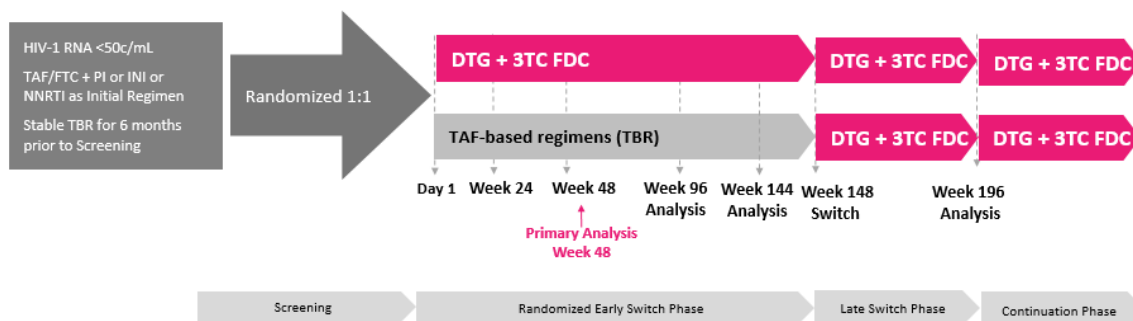 HIV-1 RNA <50c/mL
TAF/FTC + PI or INI or
NNRTI as Initial Regimen
Stable TBR for 6 months
prior to Screening
Randomized 1:1
DTG + 3TC FDC
DTG + 3TC FDC
DTG + 3TC FDC
TAF-based regimens (TBR)
DTG + 3TC FDC
DTG + 3TC FDC
Day 1
Week 24
Week 48
Week 96
Analysis
Week 144
Analysis
Week 148
Switch
Week 196
Analysis
Primary Analysis
Week 48
Screening
Randomized Early Switch Phase
Late Switch Phase
Continuation Phase